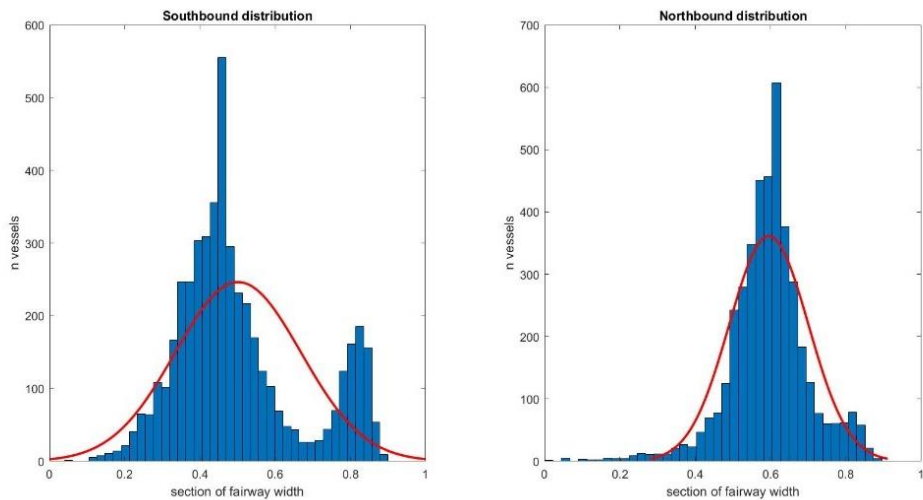 Southbound distribution
600
500
400
300
200
100
0
n vessels
0 0.2 0.4 0.6 0.8 1
section of fairway width
Northbound distribution
700
600
500
400
300
200
100
0
n vessels
0 0.2 0.4 0.6 0.8 1
section of fairway width